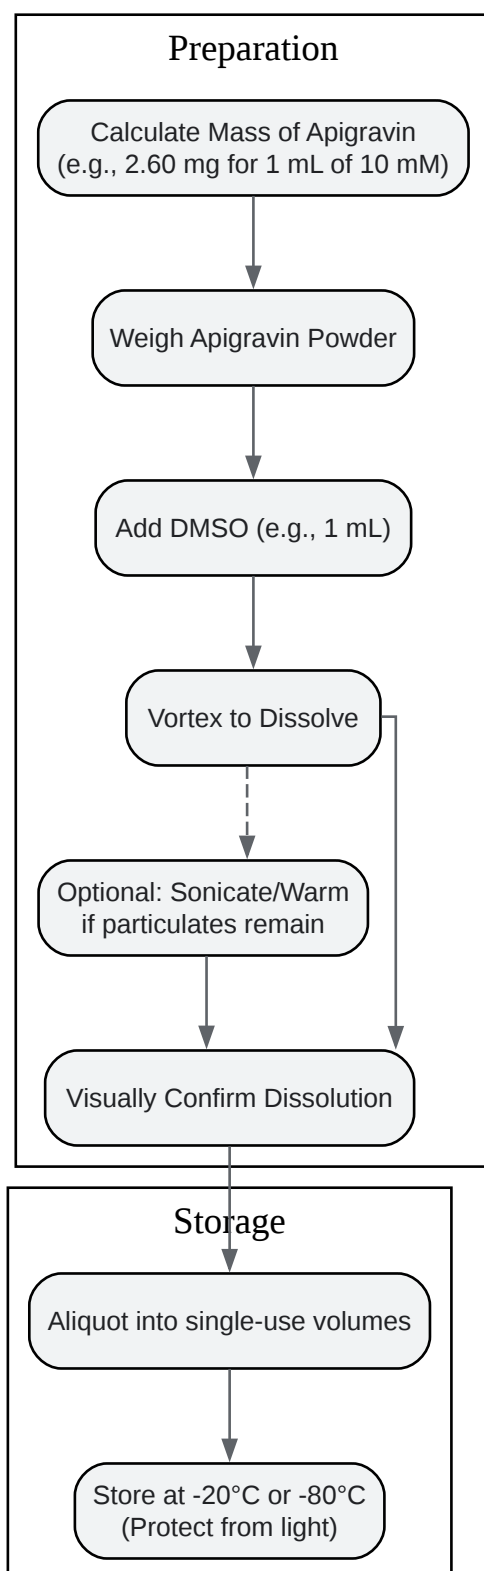 Preparation
Calculate Mass of Apigravin
(e.g., 2.60 mg for 1 mL of 10 mM)
Weigh Apigravin Powder
Add DMSO (e.g., 1 mL)
Vortex to Dissolve
Optional: Sonicate/Warm
if particulates remain
Visually Confirm Dissolution
Storage
Aliquot into single-use volumes
Store at -20°C or -80°C
(Protect from light)